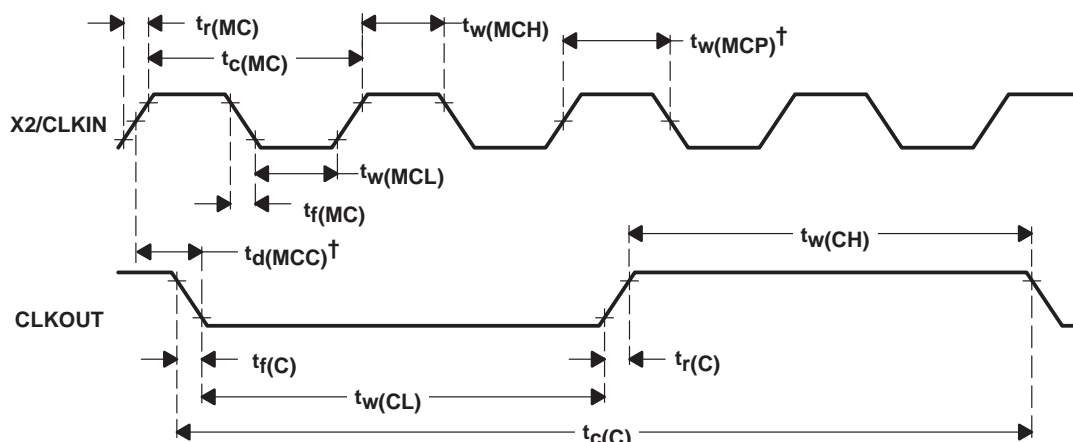 tr(MC)
tw(MCH)
tw(MCP)†
tc(MC)
X2/CLKIN
tw(MCL)
tf(MC)
tw(CH)
td(MCC)†
CLKOUT
tf(C)
tr(C)
tw(CL)
tc(C)